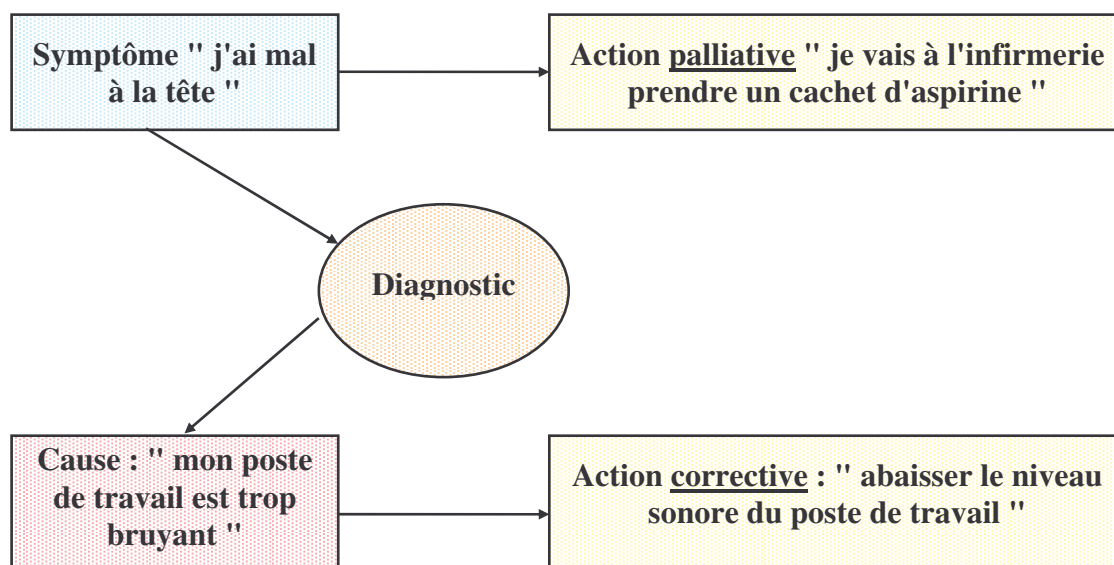 Symptôme " j'ai mal
à la tête "
Action palliative " je vais à l'infirmerie
prendre un cachet d'aspirine "
Diagnostic
Cause : " mon poste
de travail est trop
bruyant "
Action corrective : " abaisser le niveau
sonore du poste de travail "